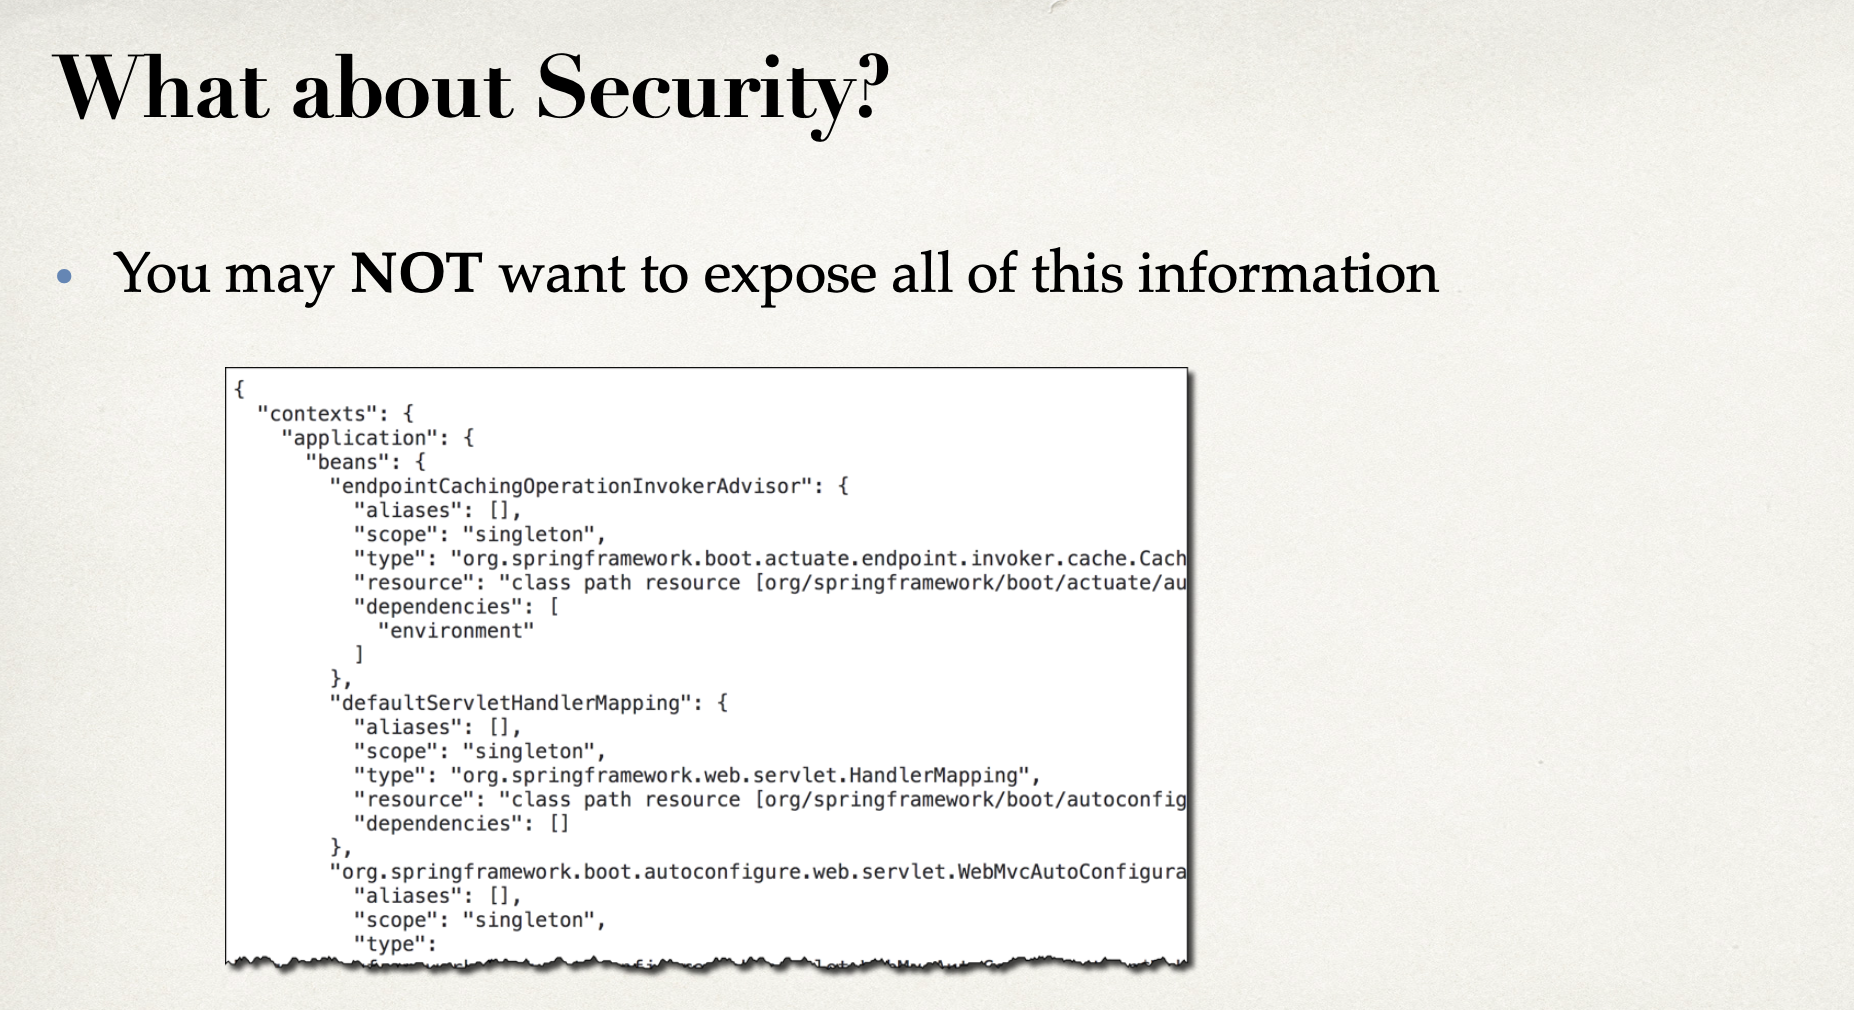 What about Security?
• You may NOT want to expose all of this information
{
"contexts": {
"application": {
"beans": {
"endpointCachingOperationInvokerAdvisor": {
"aliases": [],
"scope": "singleton",
"type": "org.springframework.boot.actuate.endpoint.invoker.cache.Cach
"resource": "class path resource [org/springframework/boot/actuate/au
"dependencies": [
"environment"
]
},
"defaultServletHandlerMapping": {
"aliases": [],
"scope": "singleton",
"type": "org.springframework.web.servlet.HandlerMapping",
"resource": "class path resource [org/springframework/boot/autoconfig
"dependencies": []
},
"org.springframework.boot.autoconfigure.web.servlet.WebMvcAutoConfigura
"aliases": [],
"scope": "singleton",
"type":